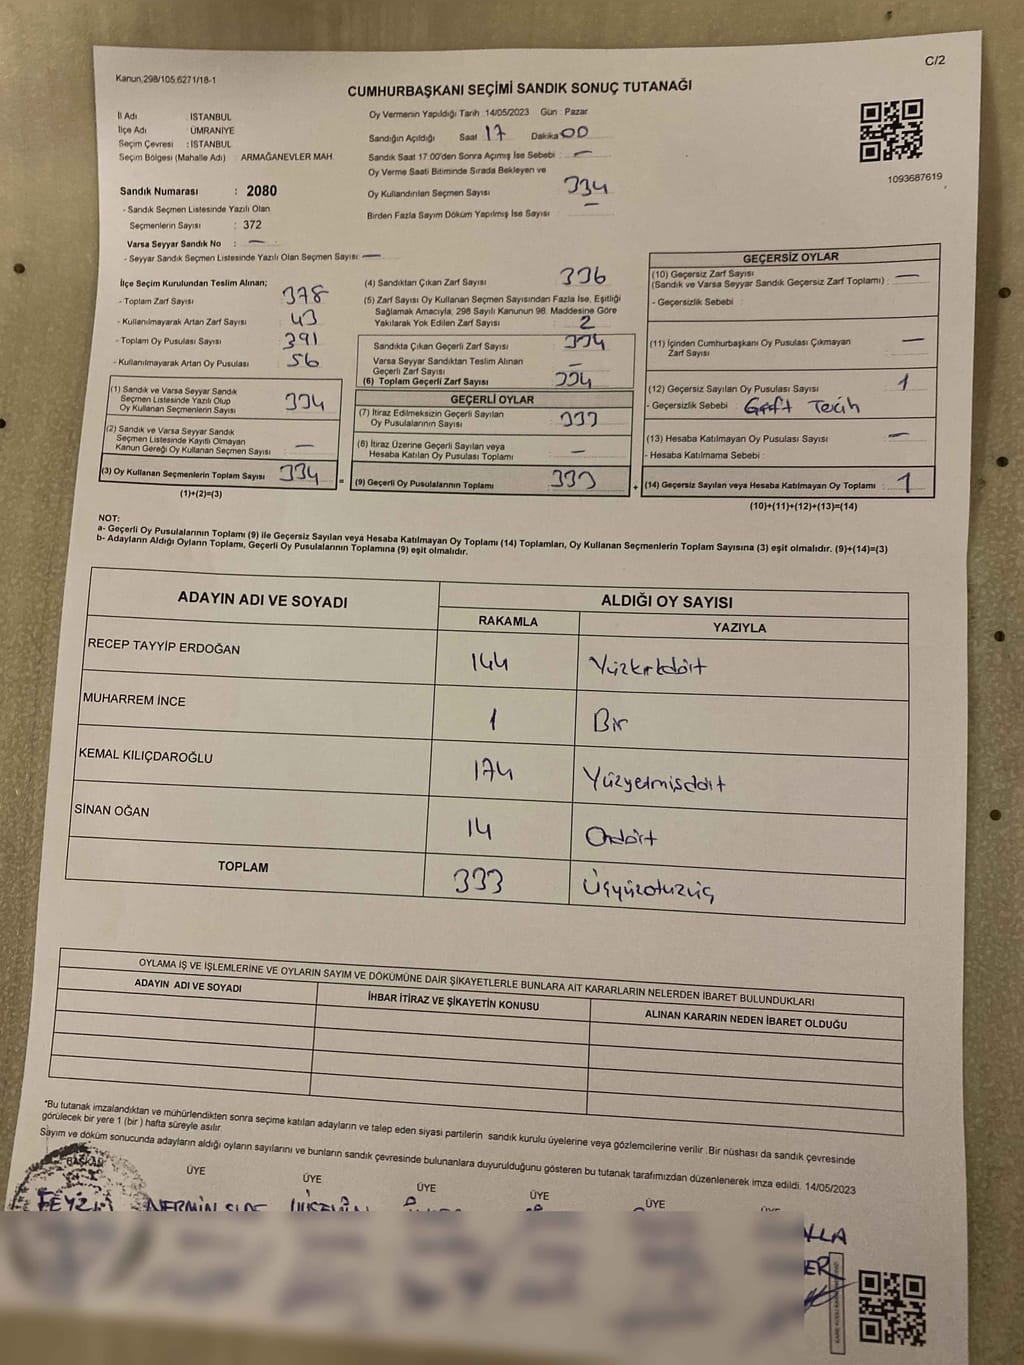 C/2
Kanun;298/105,6271/18-1
CUMHURBAŞKANI SEÇİMİ SANDIK SONUÇ TUTANAĞI
İl Adı : İSTANBUL
İlçe Adı : ÜMRANİYE
Seçim Çevresi : İSTANBUL
Seçim Bölgesi (Mahalle Adı) : ARMAĞANEVLER MAH.
Sandık Numarası : 2080
- Sandık Seçmen Listesinde Yazılı Olan
Seçmenlerin Sayısı : 372
Varsa Seyyar Sandık No : —
- Seyyar Sandık Seçmen Listesinde Yazılı Olan Seçmen Sayısı : —
Oy Vermenin Yapıldığı Tarih :14/05/2023 Gün : Pazar
Sandığın Açıldığı Saat 17 Dakika 00
Sandık Saat 17:00'den Sonra Açımış İse Sebebi : —
Oy Verme Saati Bitiminde Sırada Bekleyen ve
Oy Kullandırılan Seçmen Sayısı 334
Birden Fazla Sayım Döküm Yapılmış İse Sayısı —
1093687619
İlçe Seçim Kurulundan Teslim Alınan;
- Toplam Zarf Sayısı : 378
- Kullanılmayarak Artan Zarf Sayısı : 43
- Toplam Oy Pusulası Sayısı : 391
- Kullanılmayarak Artan Oy Pusulası : 56
(1) Sandık ve Varsa Seyyar Sandık
Seçmen Listesinde Yazılı Olup
Oy Kullanan Seçmenlerin Sayısı : 334
(2) Sandık ve Varsa Seyyar Sandık
Seçmen Listesinde Kayıtlı Olmayan
Kanun Gereği Oy Kullanan Seçmen Sayısı : —
(3) Oy Kullanan Seçmenlerin Toplam Sayısı : 334
(1)+(2)=(3)
(4) Sandıktan Çıkan Zarf Sayısı : 336
(5) Zarf Sayısı Oy Kullanan Seçmen Sayısından Fazla İse, Eşitliği
Sağlamak Amacıyla, 298 Sayılı Kanunun 98. Maddesine Göre
Yakılarak Yok Edilen Zarf Sayısı : 2
Sandıkta Çıkan Geçerli Zarf Sayısı : 334
Varsa Seyyar Sandıktan Teslim Alınan
Geçerli Zarf Sayısı : —
(6) Toplam Geçerli Zarf Sayısı : 334
GEÇERLİ OYLAR
(7) İtiraz Edilmeksizin Geçerli Sayılan
Oy Pusulalarının Sayısı : 333
(8) İtiraz Üzerine Geçerli Sayılan veya
Hesaba Katılan Oy Pusulası Toplamı : —
= (9) Geçerli Oy Pusulalarının Toplamı : 333
GEÇERSİZ OYLAR
(10) Geçersiz Zarf Sayısı
(Sandık ve Varsa Seyyar Sandık Geçersiz Zarf Toplamı) : —
- Geçersizlik Sebebi :
(11) İçinden Cumhurbaşkanı Oy Pusulası Çıkmayan
Zarf Sayısı : —
(12) Geçersiz Sayılan Oy Pusulası Sayısı : 1
- Geçersizlik Sebebi :
(13) Hesaba Katılmayan Oy Pusulası Sayısı : —
- Hesaba Katılmama Sebebi :
+ (14) Geçersiz Sayılan veya Hesaba Katılmayan Oy Toplamı : 1
(10)+(11)+(12)+(13)=(14)
NOT:
a- Geçerli Oy Pusulalarının Toplamı (9) ile Geçersiz Sayılan veya Hesaba Katılmayan Oy Toplamı (14) Toplamları, Oy Kullanan Seçmenlerin Toplam Sayısına (3) eşit olmalıdır. (9)+(14)=(3)
b- Adayların Aldığı Oyların Toplamı, Geçerli Oy Pusulalarının Toplamına (9) eşit olmalıdır.
ADAYIN ADI VE SOYADI ALDIĞI OY SAYISI
RAKAMLA YAZIYLA
RECEP TAYYİP ERDOĞAN 144 Yüzkırkdört
MUHARREM İNCE 1 Bir
KEMAL KILIÇDAROĞLU 174 Yüzyetmişdört
SİNAN OĞAN 14 Ondört
TOPLAM 333 Üçyüzotuzüç
OYLAMA İŞ VE İŞLEMLERİNE VE OYLARIN SAYIM VE DÖKÜMÜNE DAİR ŞİKAYETLERLE BUNLARA AİT KARARLARIN NELERDEN İBARET BULUNDUKLARI
ADAYIN ADI VE SOYADI İHBAR İTİRAZ VE ŞİKAYETİN KONUSU ALINAN KARARIN NEDEN İBARET OLDUĞU
*Bu tutanak imzalandıktan ve mühürlendikten sonra seçime katılan adayların ve talep eden siyasi partilerin sandık kurulu üyelerine veya gözlemcilerine verilir .Bir nüshası da sandık çevresinde
görülecek bir yere 1 (bir ) hafta süreyle asılır.
Sayım ve döküm sonucunda adayların aldığı oyların sayılarını ve bunların sandık çevresinde bulunanlara duyurulduğunu gösteren bu tutanak tarafımızdan düzenlenerek imza edildi. 14/05/2023
BAŞKAN ÜYE ÜYE ÜYE ÜYE ÜYE